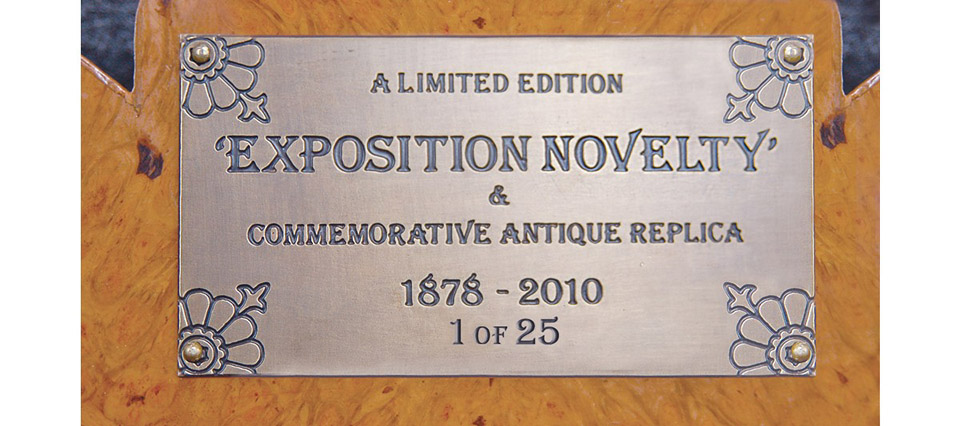 A LIMITED EDITION
'EXPOSITION NOVELTY'
&
COMMEMORATIVE ANTIQUE REPLICA
1878 - 2010
1 OF 25